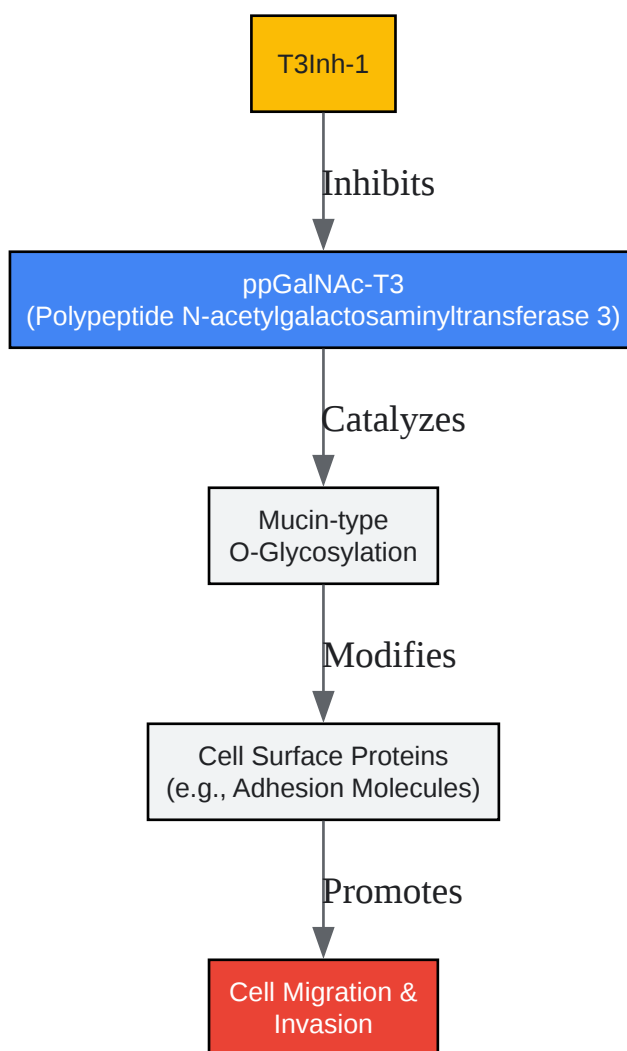 T3Inh-1
Inhibits
ppGalNAc-T3
(Polypeptide N-acetylgalactosaminyltransferase 3)
Catalyzes
Mucin-type
O-Glycosylation
Modifies
Cell Surface Proteins
(e.g., Adhesion Molecules)
Promotes
Cell Migration &
Invasion